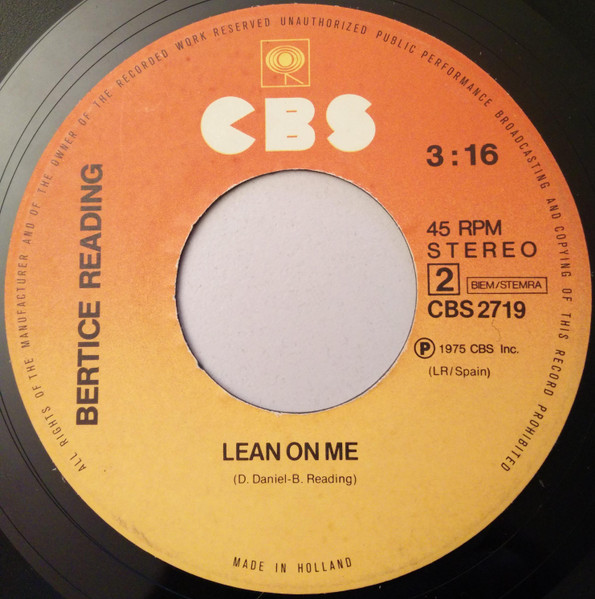 ALL RIGHTS OF THE MANUFACTURER AND OF THE OWNER OF THE RECORDED WORK RESERVED UNAUTHORIZED PUBLIC PERFORMANCE BROADCASTING AND COPYING OF THIS RECORD PROHIBITED
CBS
BERTICE READING
3:16
45 RPM
STEREO
2 BIEM/STEMRA
CBS 2719
Ⓟ 1975 CBS Inc.
(LR/Spain)
LEAN ON ME
(D. Daniel-B. Reading)
MADE IN HOLLAND